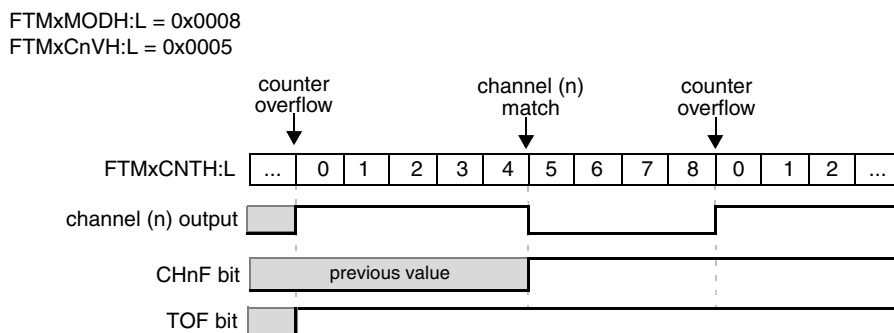 FTMxMODH:L = 0x0008
FTMxCnVH:L = 0x0005
counter overflow
channel (n) match
counter overflow
FTMxCNTH:L ... 0 1 2 3 4 5 6 7 8 0 1 2 ...
channel (n) output
CHnF bit previous value
TOF bit